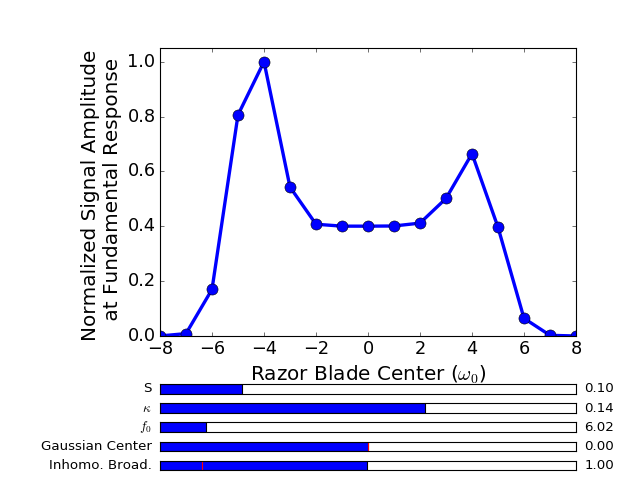 Normalized Signal Amplitude
at Fundamental Response
1.0
0.8
0.6
0.4
0.2
0.0
−8 −6 −4 −2 0 2 4 6 8
Razor Blade Center (ω₀)
S 0.10
κ 0.14
f₀ 6.02
Gaussian Center 0.00
Inhomo. Broad. 1.00